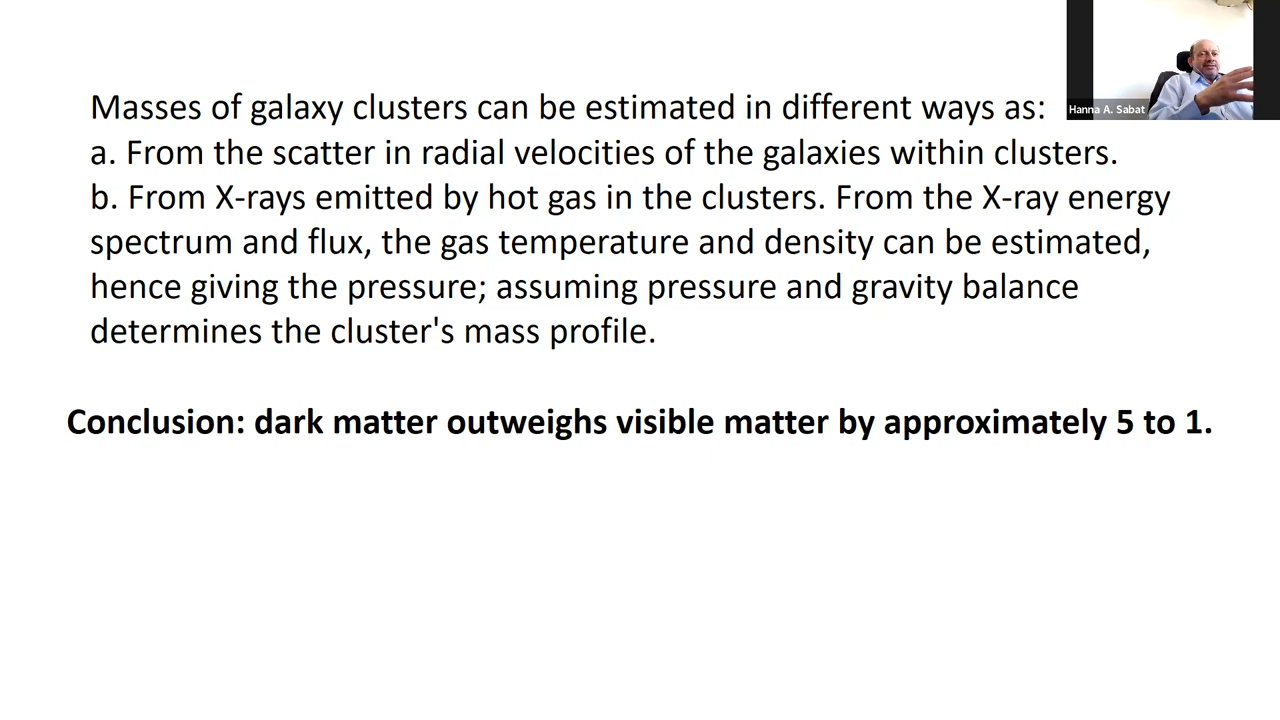 Masses of galaxy clusters can be estimated in different ways as:
Hanna A. Sabat
a. From the scatter in radial velocities of the galaxies within clusters.
b. From X-rays emitted by hot gas in the clusters. From the X-ray energy
spectrum and flux, the gas temperature and density can be estimated,
hence giving the pressure; assuming pressure and gravity balance
determines the cluster's mass profile.
Conclusion: dark matter outweighs visible matter by approximately 5 to 1.